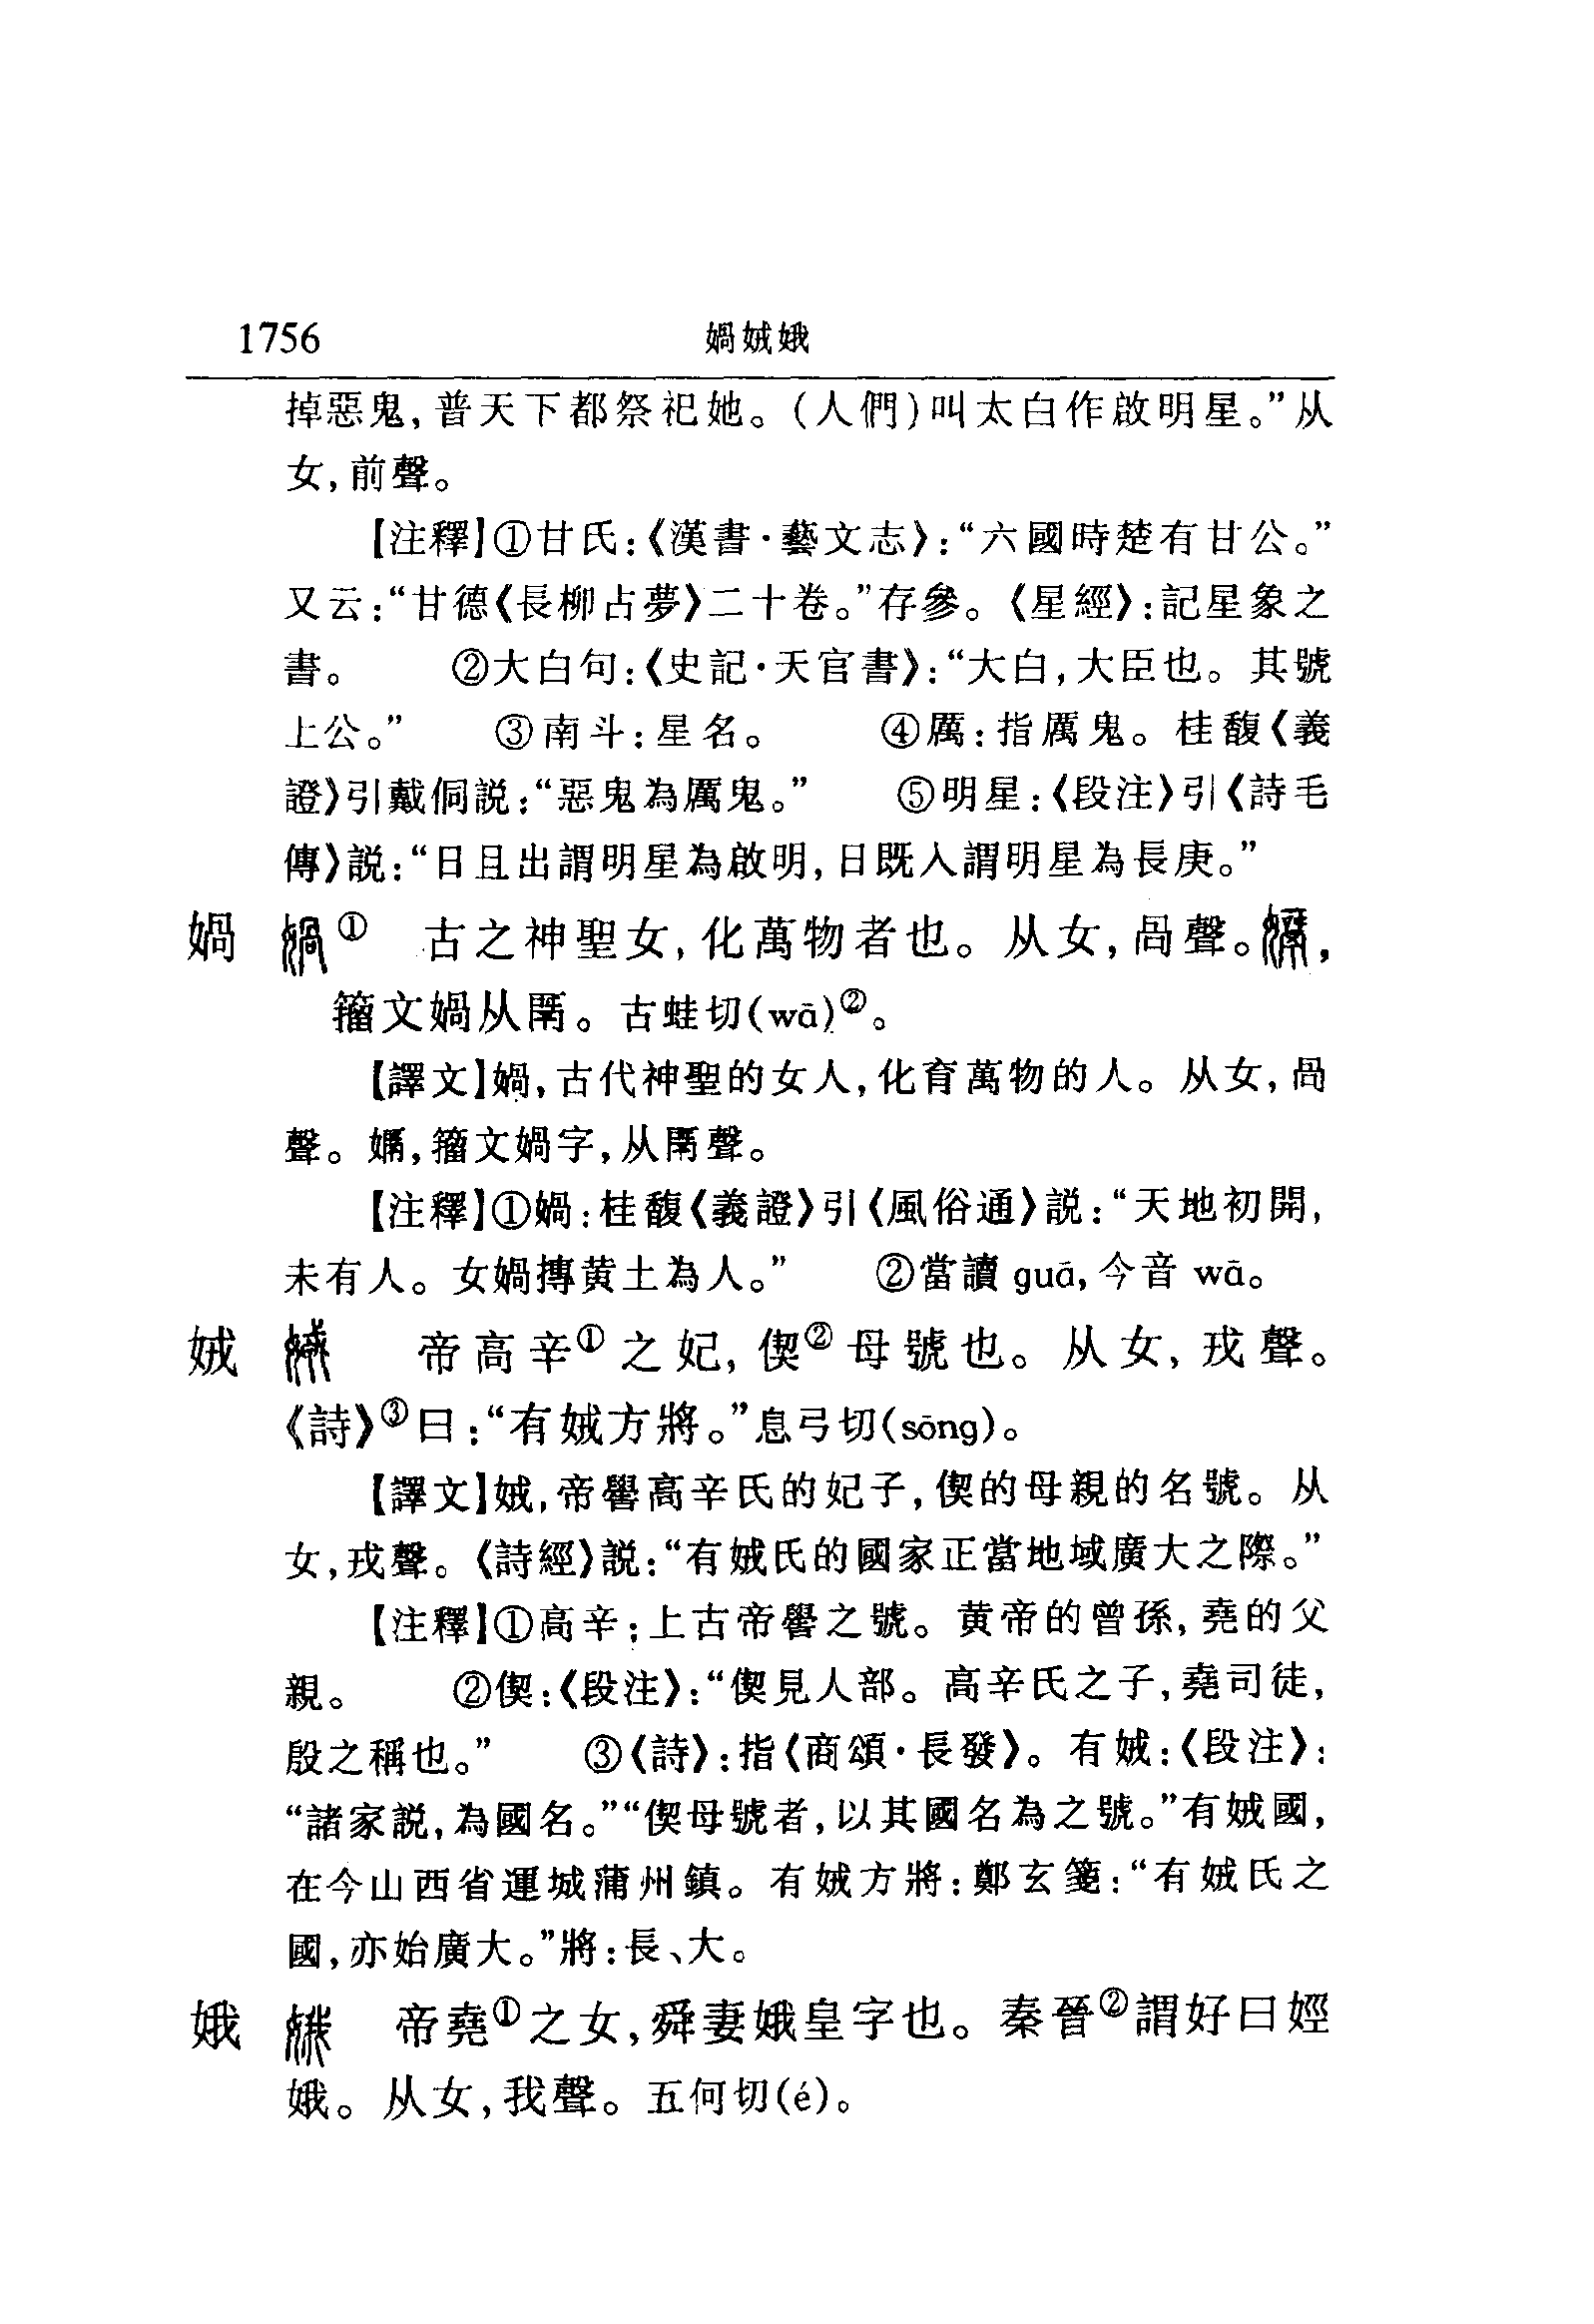 1756
媧娀娥
掉惡鬼,普天下都祭祀她。(人們)叫太白作啟明星。”从
女,前聲。
【注釋】①甘氏:《漢書·藝文志》:“六國時楚有甘公。”
又云:“甘德《長柳占夢》二十卷。”存參。《星經》:記星象之
書。 ②大白句:《史記·天官書》:“大白,大臣也。其號
上公。” ③南斗:星名。 ④厲:指厲鬼。桂馥《義
證》引戴侗説:“惡鬼為厲鬼。” ⑤明星:《段注》引《詩毛
傳》説:“日且出謂明星為啟明,日既入謂明星為長庚。”
媧 ① 古之神聖女,化萬物者也。从女,咼聲。,
籀文媧从𩰫。古蛙切(wā)②。
【譯文】媧,古代神聖的女人,化育萬物的人。从女,咼
聲。,籀文媧字,从聲。
【注釋】①媧:桂馥《義證》引《風俗通》説:“天地初開,
未有人。女媧摶黄土為人。” ②當讀 guā,今音 wā。
娀 帝高辛①之妃,偰②母號也。从女,戎聲。
《詩》③曰:“有娀方將。”息弓切(sōng)。
【譯文】娀,帝嚳高辛氏的妃子,偰的母親的名號。从
女,戎聲。《詩經》説:“有娀氏的國家正當地域廣大之際。”
【注釋】①高辛:上古帝嚳之號。黄帝的曾孫,堯的父
親。 ②偰:《段注》:“偰見人部。高辛氏之子,堯司徒,
殷之稱也。” ③《詩》:指《商頌·長發》。有娀:《段注》:
“諸家説,為國名。”“偰母號者,以其國名為之號。”有娀國,
在今山西省運城蒲州鎮。有娀方將:鄭玄箋:“有娀氏之
國,亦始廣大。”將:長、大。
娥 帝堯①之女,舜妻娥皇字也。秦晉②謂好曰娙
娥。从女,我聲。五何切(é)。